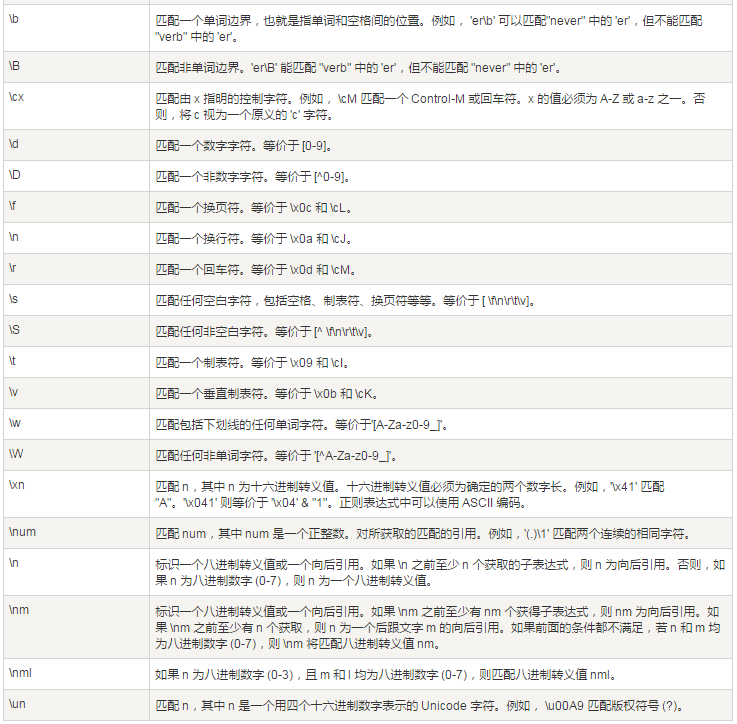 \b
匹配一个单词边界，也就是指单词和空格间的位置。例如， 'er\b' 可以匹配"never" 中的 'er'，但不能匹配
"verb" 中的 'er'。
\B
匹配非单词边界。'er\B' 能匹配 "verb" 中的 'er'，但不能匹配 "never" 中的 'er'。
\cx
匹配由 x 指明的控制字符。例如， \cM 匹配一个 Control-M 或回车符。x 的值必须为 A-Z 或 a-z 之一。否
则，将 c 视为一个原义的 'c' 字符。
\d
匹配一个数字字符。等价于 [0-9]。
\D
匹配一个非数字字符。等价于 [^0-9]。
\f
匹配一个换页符。等价于 \x0c 和 \cL。
\n
匹配一个换行符。等价于 \x0a 和 \cJ。
\r
匹配一个回车符。等价于 \x0d 和 \cM。
\s
匹配任何空白字符，包括空格、制表符、换页符等等。等价于 [ \f\n\r\t\v]。
\S
匹配任何非空白字符。等价于 [^ \f\n\r\t\v]。
\t
匹配一个制表符。等价于 \x09 和 \cI。
\v
匹配一个垂直制表符。等价于 \x0b 和 \cK。
\w
匹配包括下划线的任何单词字符。等价于'[A-Za-z0-9_]'。
\W
匹配任何非单词字符。等价于 '[^A-Za-z0-9_]'。
\xn
匹配 n，其中 n 为十六进制转义值。十六进制转义值必须为确定的两个数字长。例如，'\x41' 匹配
"A"。'\x041' 则等价于 '\x04' & "1"。正则表达式中可以使用 ASCII 编码。
\num
匹配 num，其中 num 是一个正整数。对所获取的匹配的引用。例如，'(.)\1' 匹配两个连续的相同字符。
\n
标识一个八进制转义值或一个向后引用。如果 \n 之前至少 n 个获取的子表达式，则 n 为向后引用。否则，如
果 n 为八进制数字 (0-7)，则 n 为一个八进制转义值。
\nm
标识一个八进制转义值或一个向后引用。如果 \nm 之前至少有 nm 个获得子表达式，则 nm 为向后引用。如
果 \nm 之前至少有 n 个获取，则 n 为一个后跟文字 m 的向后引用。如果前面的条件都不满足，若 n 和 m 均
为八进制数字 (0-7)，则 \nm 将匹配八进制转义值 nm。
\nml
如果 n 为八进制数字 (0-3)，且 m 和 l 均为八进制数字 (0-7)，则匹配八进制转义值 nml。
\un
匹配 n，其中 n 是一个用四个十六进制数字表示的 Unicode 字符。例如， \u00A9 匹配版权符号 (?)。